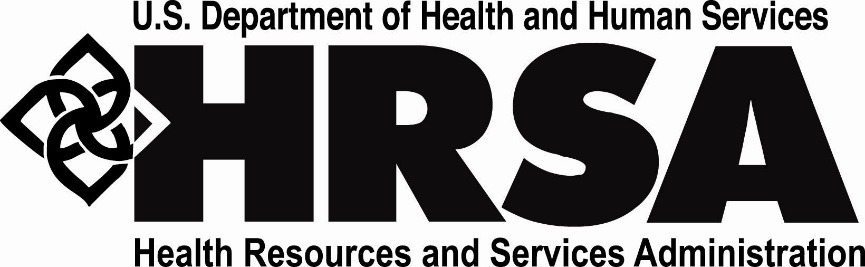 U.S. Department of Health and Human Services
HRSA
Health Resources and Services Administration